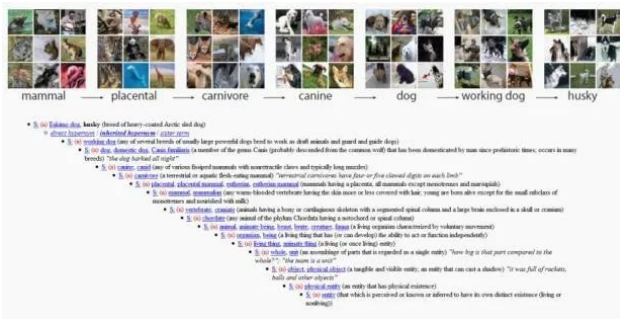 mammal → placental → carnivore → canine → dog → working dog → husky
• S: (n) Eskimo dog, husky (breed of heavy-coated Arctic sled dog)
◦ direct hypernym / inherited hypernym / sister term
• S: (n) working dog (any of several breeds of usually large powerful dogs bred to work as draft animals and guard and guide dogs)
• S: (n) dog, domestic dog, Canis familiaris (a member of the genus Canis (probably descended from the common wolf) that has been domesticated by man since prehistoric times; occurs in many
breeds) "the dog barked all night"
• S: (n) canine, canid (any of various fissiped mammals with nonretractile claws and typically long muzzles)
• S: (n) carnivore (a terrestrial or aquatic flesh-eating mammal) "terrestrial carnivores have four or five clawed digits on each limb"
• S: (n) placental, placental mammal, eutherian, eutherian mammal (mammals having a placenta; all mammals except monotremes and marsupials)
• S: (n) mammal, mammalian (any warm-blooded vertebrate having the skin more or less covered with hair; young are born alive except for the small subclass of
monotremes and nourished with milk)
• S: (n) vertebrate, craniate (animals having a bony or cartilaginous skeleton with a segmented spinal column and a large brain enclosed in a skull or cranium)
• S: (n) chordate (any animal of the phylum Chordata having a notochord or spinal column)
• S: (n) animal, animate being, beast, brute, creature, fauna (a living organism characterized by voluntary movement)
• S: (n) organism, being (a living thing that has (or can develop) the ability to act or function independently)
• S: (n) living thing, animate thing (a living (or once living) entity)
• S: (n) whole, unit (an assemblage of parts that is regarded as a single entity) "how big is that part compared to the
whole?"; "the team is a unit"
• S: (n) object, physical object (a tangible and visible entity; an entity that can cast a shadow) "it was full of rackets,
balls and other objects"
• S: (n) physical entity (an entity that has physical existence)
• S: (n) entity (that which is perceived or known or inferred to have its own distinct existence (living or
nonliving))